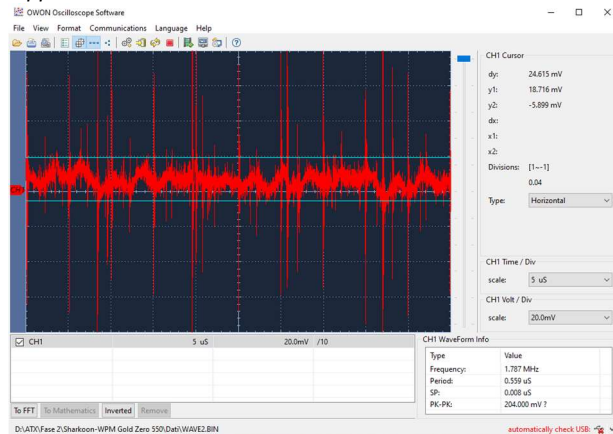 OWON Oscilloscope Software
File View Format Communications Language Help
CH1 Cursor
dy: 24.615 mV
y1: 18.716 mV
y2: -5.899 mV
dx:
x1:
x2:
Divisions: [1~-1]
0.04
Type: Horizontal
CH1
CH1 Time / Div
scale: 5 uS
CH1 Volt / Div
scale: 20.0mV
CH1 5 uS 20.0mV /10
CH1 WaveForm Info
Type Value
Frequency: 1.787 MHz
Period: 0.559 uS
SP: 0.008 uS
PK-PK: 204.000 mV ?
To FFT To Mathematics Inverted Remove
D:\ATX\Fase 2\Sharkoon-WPM Gold Zero 550\Dati\WAVE2.BIN
automatically check USB: